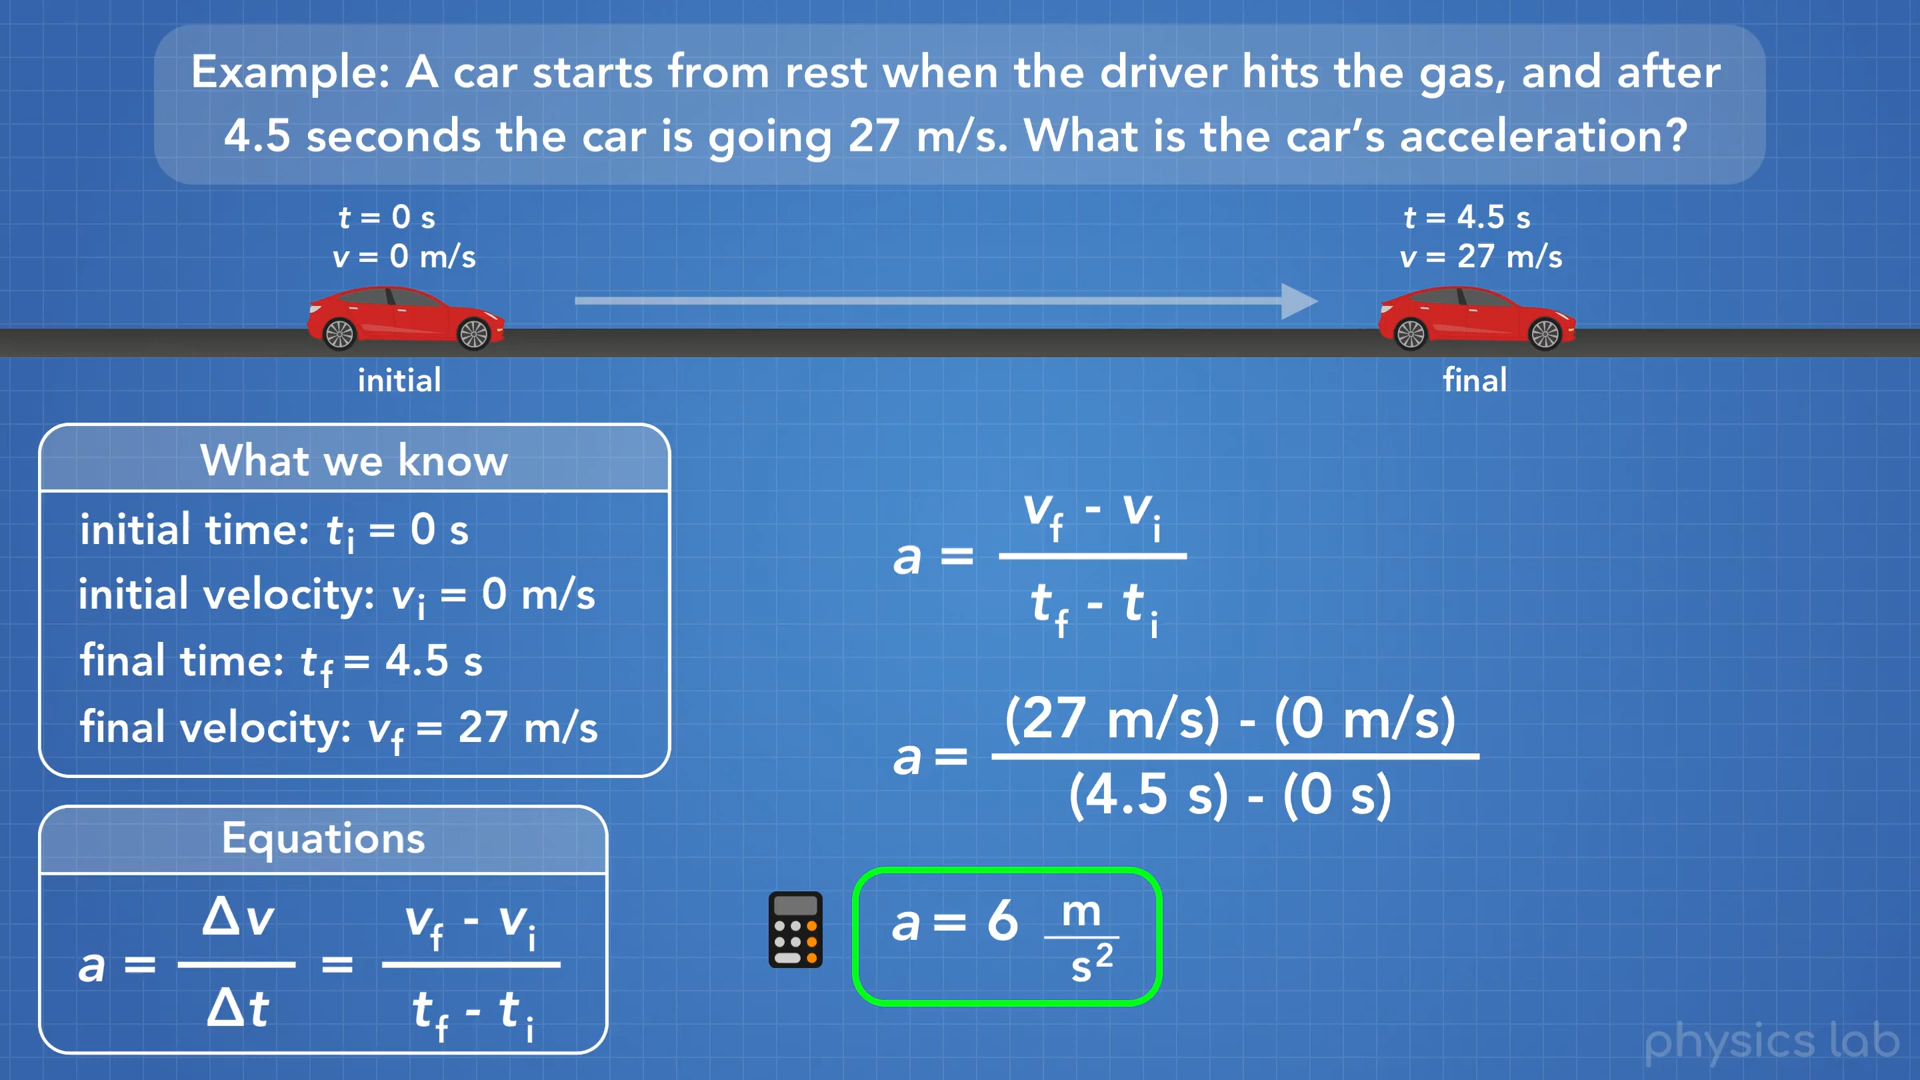 Example: A car starts from rest when the driver hits the gas, and after
4.5 seconds the car is going 27 m/s. What is the car’s acceleration?
t = 0 s
v = 0 m/s
t = 4.5 s
v = 27 m/s
initial
final
What we know
initial time: tᵢ = 0 s
initial velocity: vᵢ = 0 m/s
final time: t_f = 4.5 s
final velocity: v_f = 27 m/s
Equations
a = Δv / Δt = (v_f - vᵢ) / (t_f - tᵢ)
a = (v_f - vᵢ) / (t_f - tᵢ)
a = (27 m/s) - (0 m/s) / (4.5 s) - (0 s)
a = 6 m / s²
physics lab